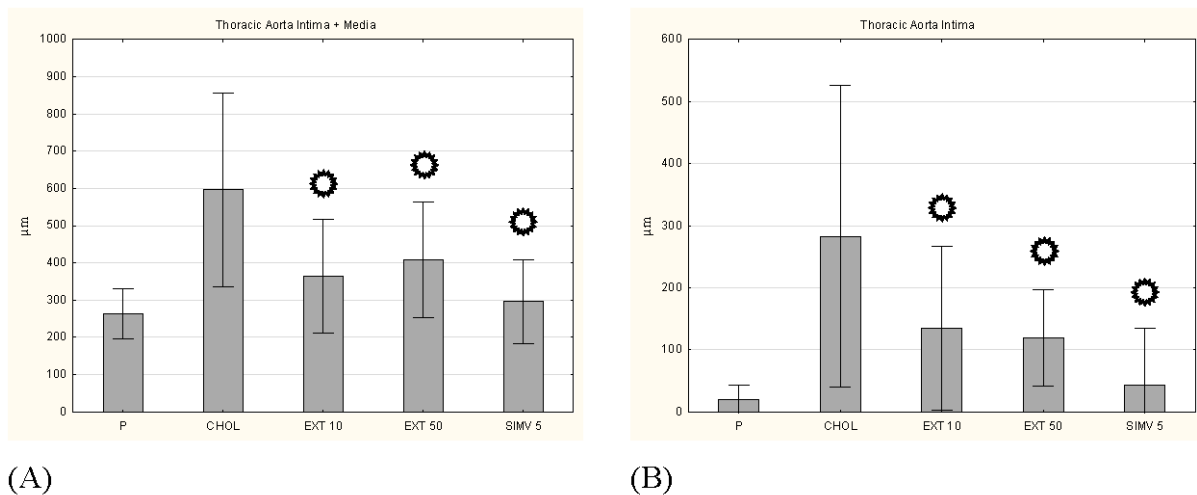 Thoracic Aorta Intima + Media
1000
900
800
700
600
500
400
300
200
100
0
µm
P CHOL EXT 10 EXT 50 SIMV 5
(A)
Thoracic Aorta Intima
600
500
400
300
200
100
0
µm
P CHOL EXT 10 EXT 50 SIMV 5
(B)